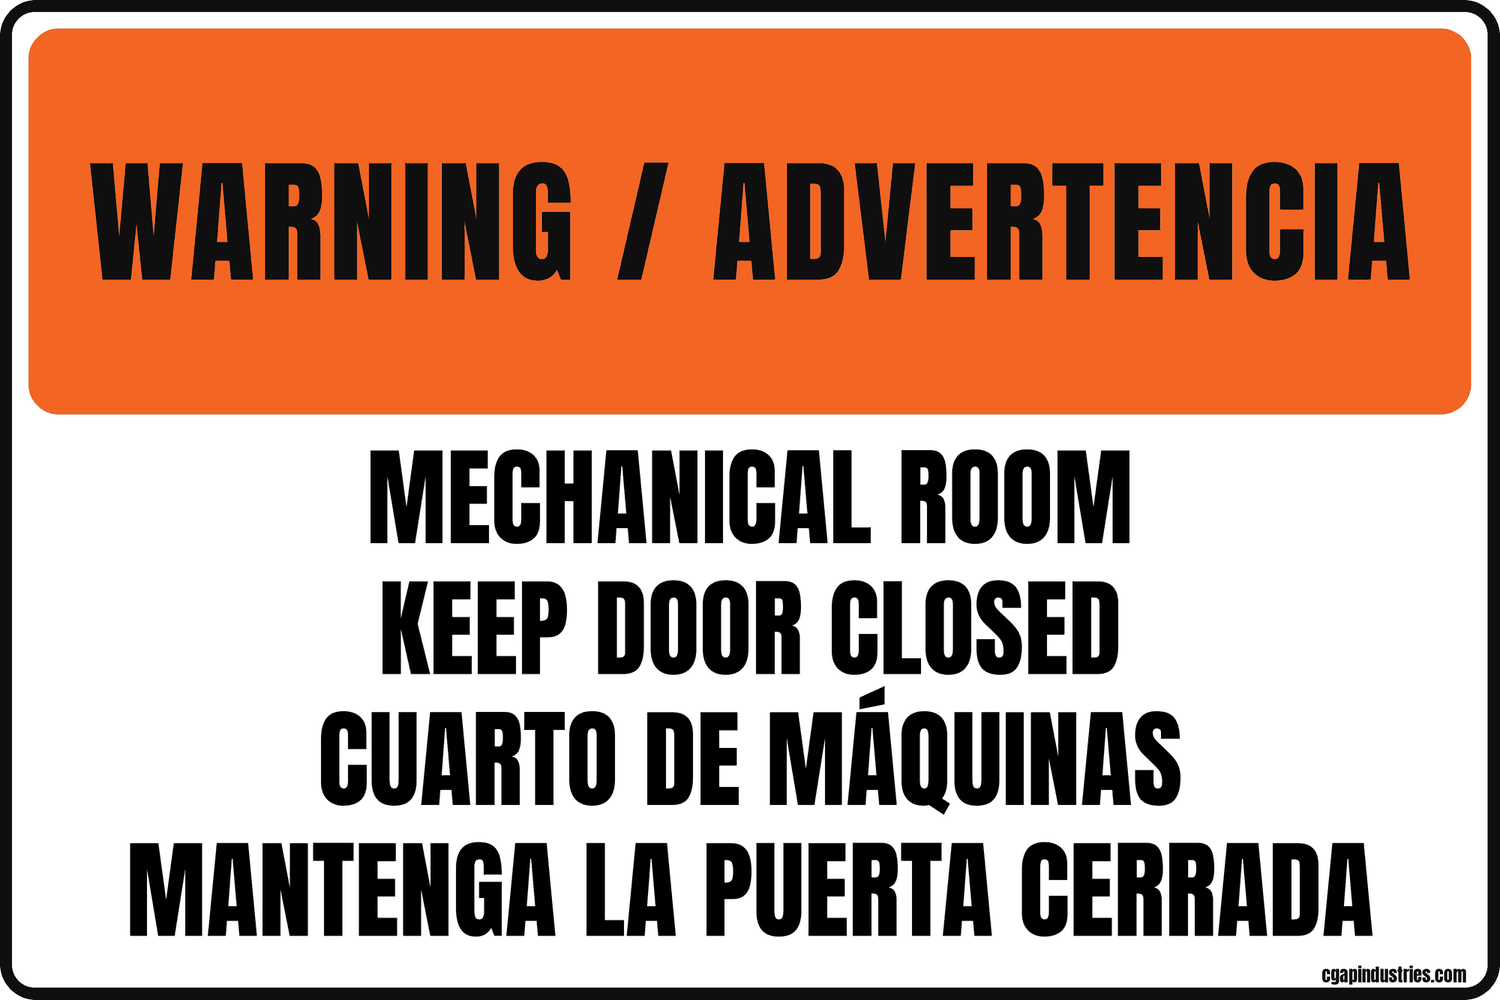 WARNING / ADVERTENCIA
MECHANICAL ROOM
KEEP DOOR CLOSED
CUARTO DE MÁQUINAS
MANTENGA LA PUERTA CERRADA
cgapindustries.com